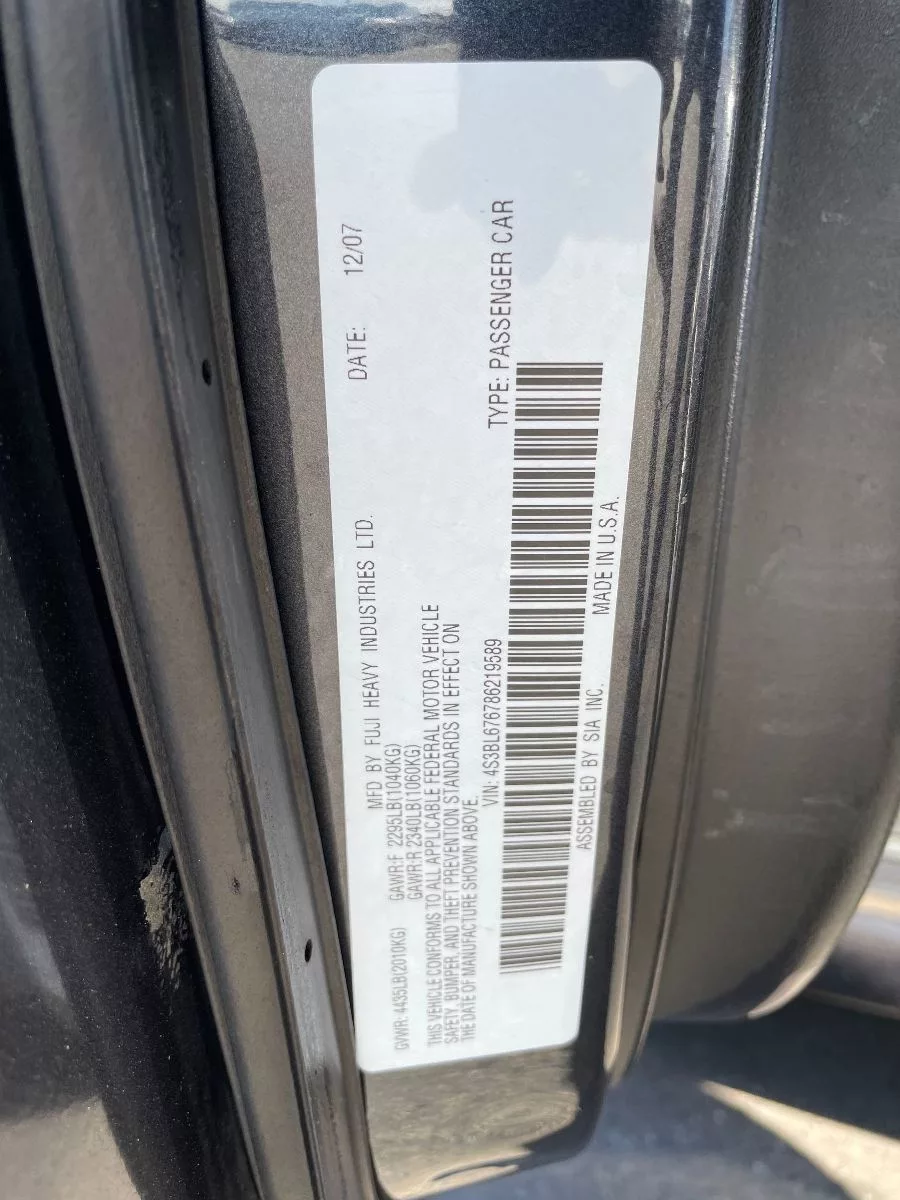 MFD BY FUJI HEAVY INDUSTRIES LTD. DATE: 12/07
GVWR: 4435LB(2010KG) GAWR:F 2295LB(1040KG)
GAWR:R 2340LB(1060KG)
THIS VEHICLE CONFORMS TO ALL APPLICABLE FEDERAL MOTOR VEHICLE
SAFETY, BUMPER, AND THEFT PREVENTION STANDARDS IN EFFECT ON
THE DATE OF MANUFACTURE SHOWN ABOVE.
VIN: 4S3BL676786219589 TYPE: PASSENGER CAR
ASSEMBLED BY SIA INC. MADE IN U.S.A.